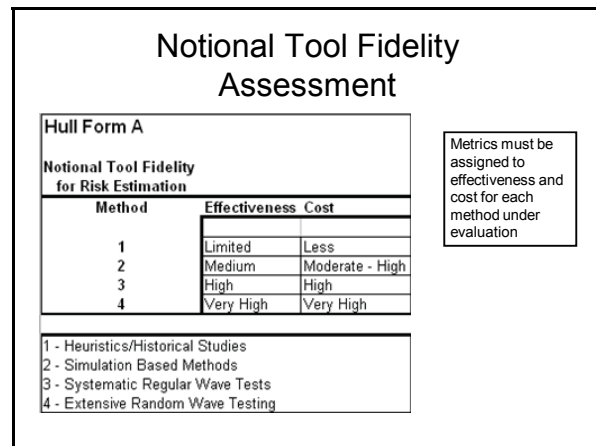 Notional Tool Fidelity
Assessment
Hull Form A
Notional Tool Fidelity
for Risk Estimation
Method Effectiveness Cost
1 Limited Less
2 Medium Moderate - High
3 High High
4 Very High Very High
1 - Heuristics/Historical Studies
2 - Simulation Based Methods
3 - Systematic Regular Wave Tests
4 - Extensive Random Wave Testing
Metrics must be
assigned to
effectiveness and
cost for each
method under
evaluation